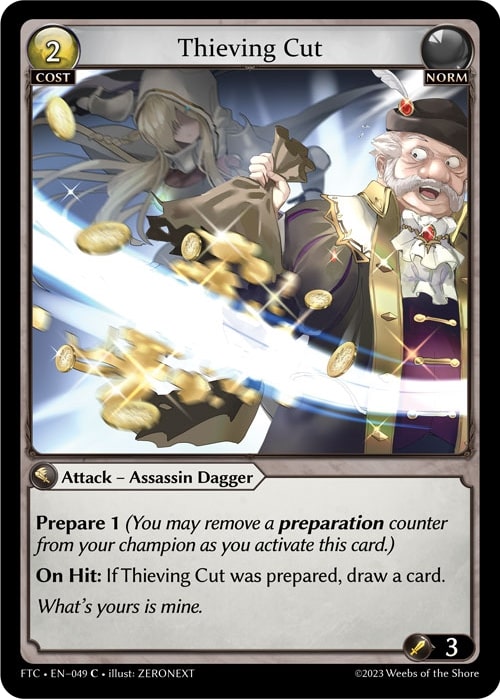 2
Thieving Cut
COST
NORM
Attack – Assassin Dagger
Prepare 1 (You may remove a preparation counter
from your champion as you activate this card.)
On Hit: If Thieving Cut was prepared, draw a card.
What's yours is mine.
3
FTC • EN-049 C • illust: ZERONEXT
©2023 Weebs of the Shore